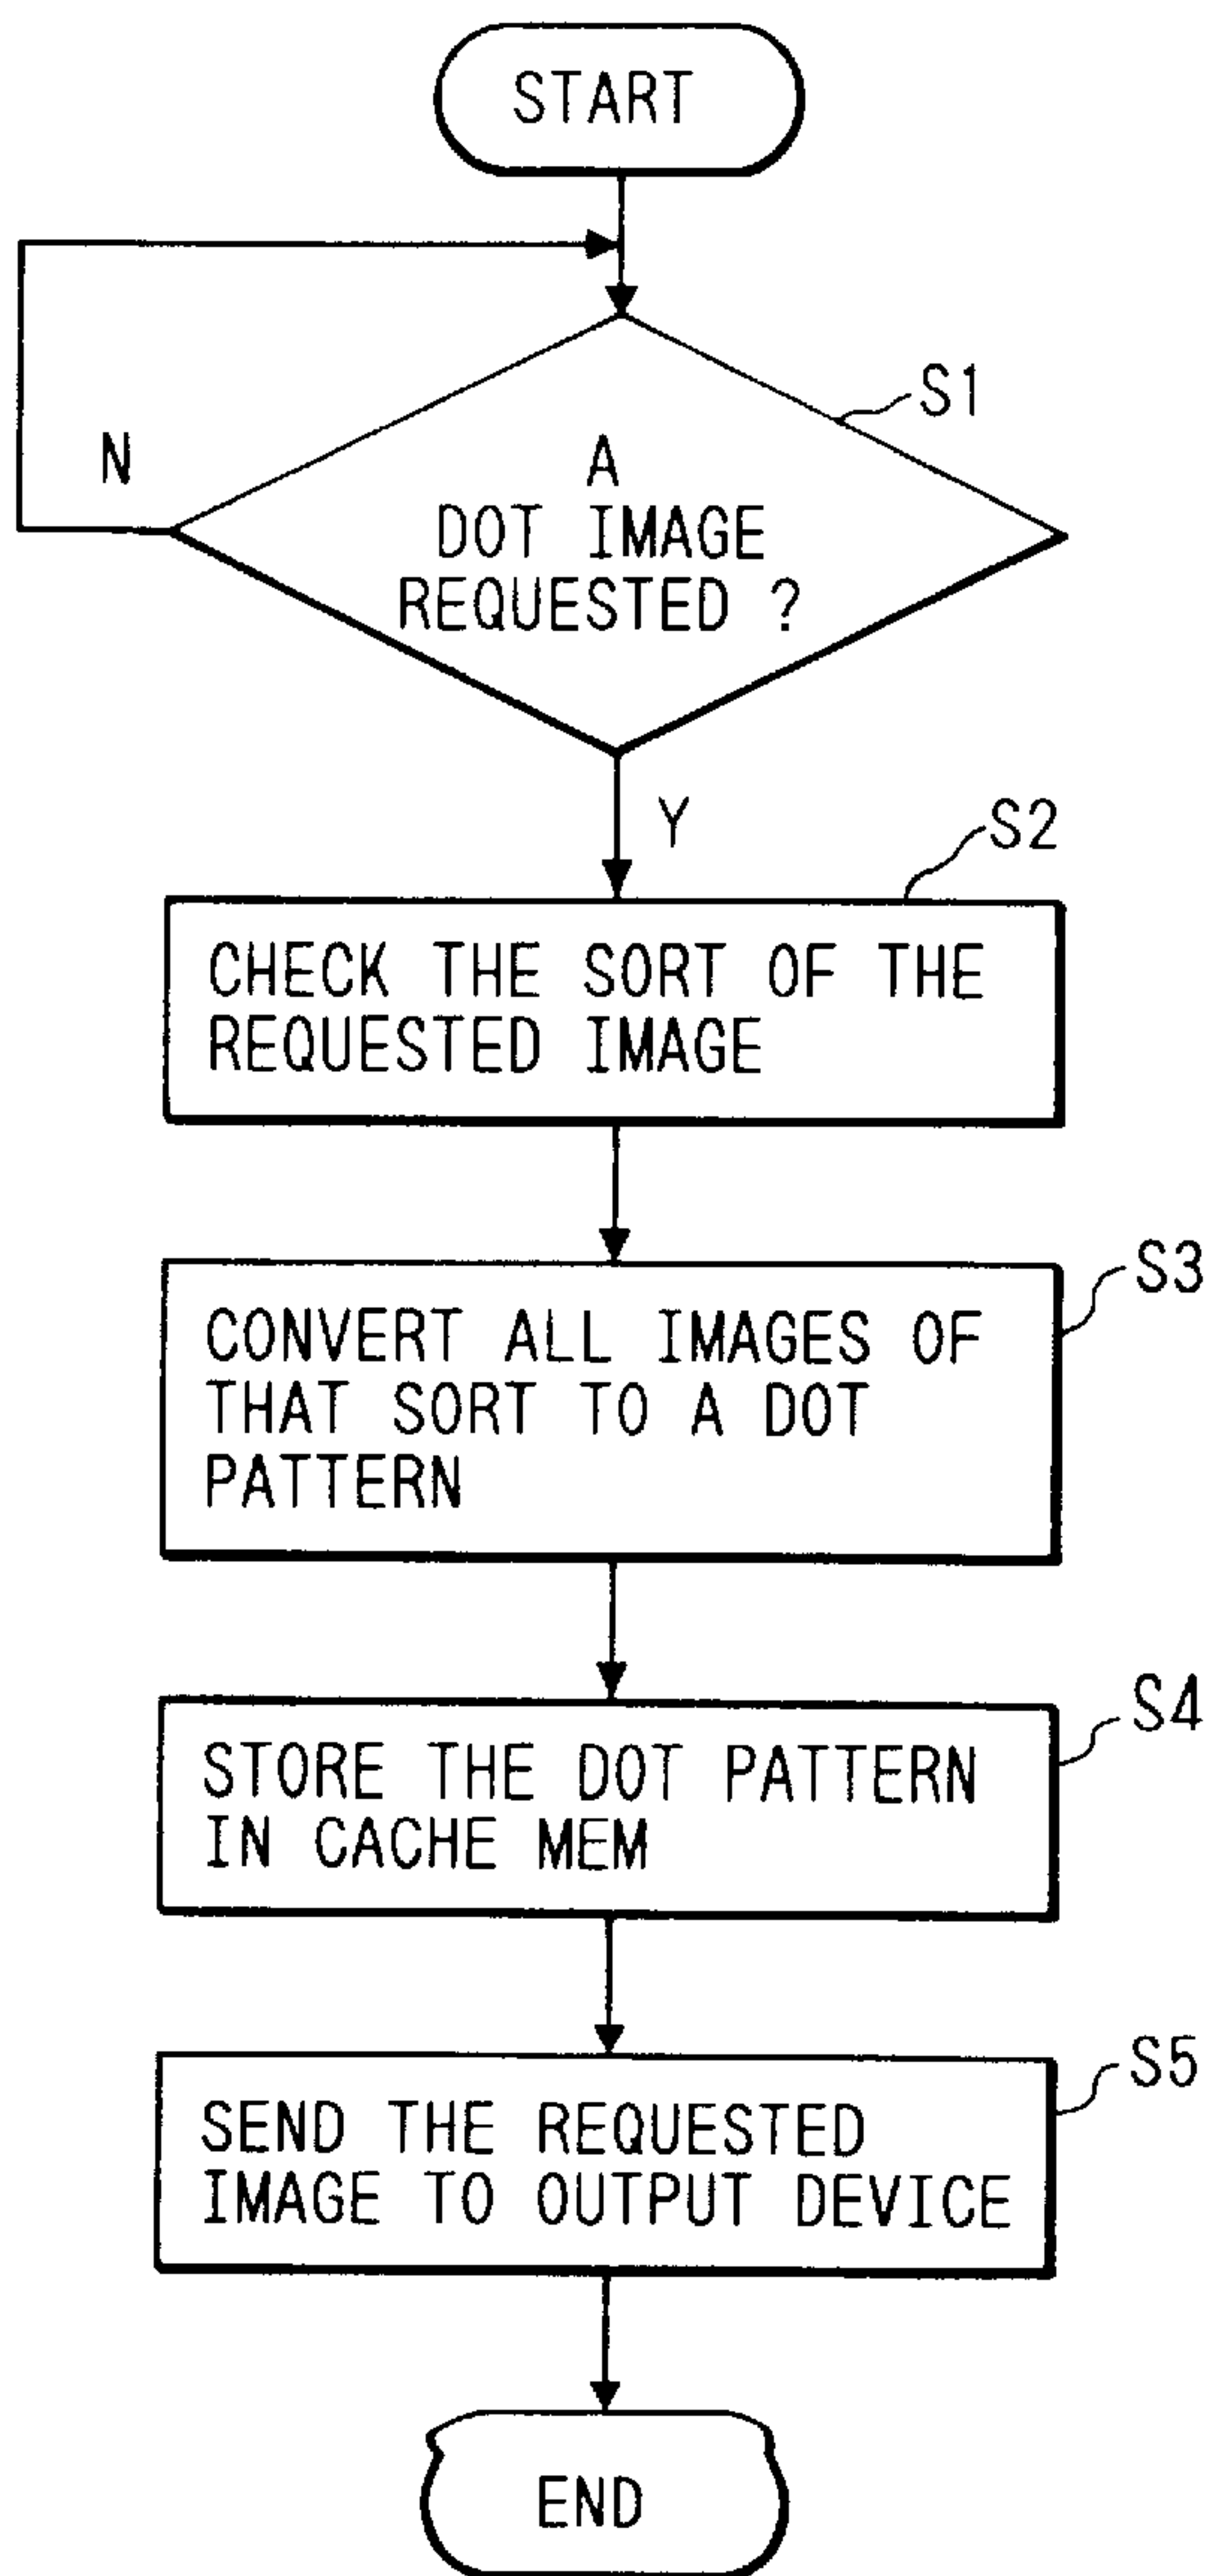 START
S1
N
A
DOT IMAGE
REQUESTED ?
Y
S2
CHECK THE SORT OF THE
REQUESTED IMAGE
S3
CONVERT ALL IMAGES OF
THAT SORT TO A DOT
PATTERN
S4
STORE THE DOT PATTERN
IN CACHE MEM
S5
SEND THE REQUESTED
IMAGE TO OUTPUT DEVICE
END